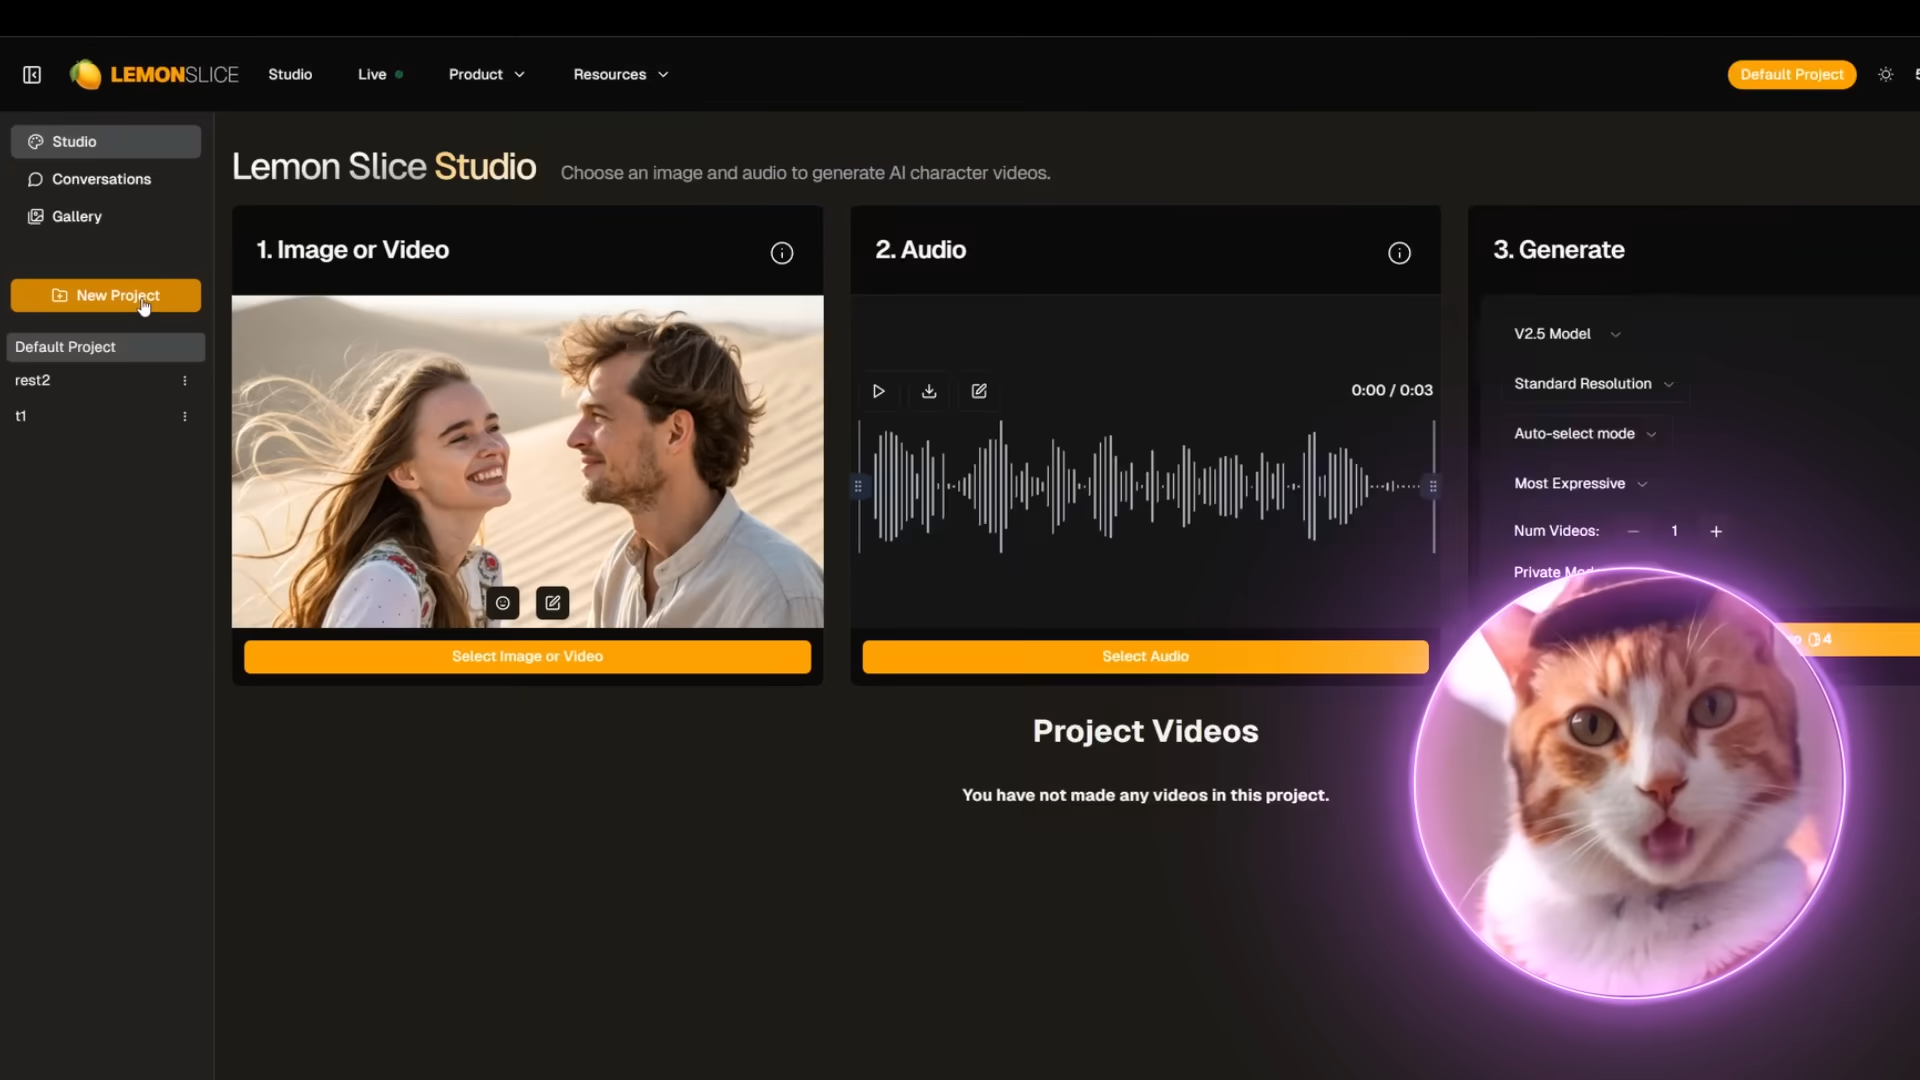 LEMONSLICE
Studio
Live
Product
Resources
Default Project
Studio
Conversations
Gallery
New Project
Default Project
rest2
t1
Lemon Slice Studio
Choose an image and audio to generate AI character videos.
1. Image or Video
Select Image or Video
2. Audio
0:00 / 0:03
Select Audio
3. Generate
V2.5 Model
Standard Resolution
Auto-select mode
Most Expressive
Num Videos: 1
Private
4
Project Videos
You have not made any videos in this project.